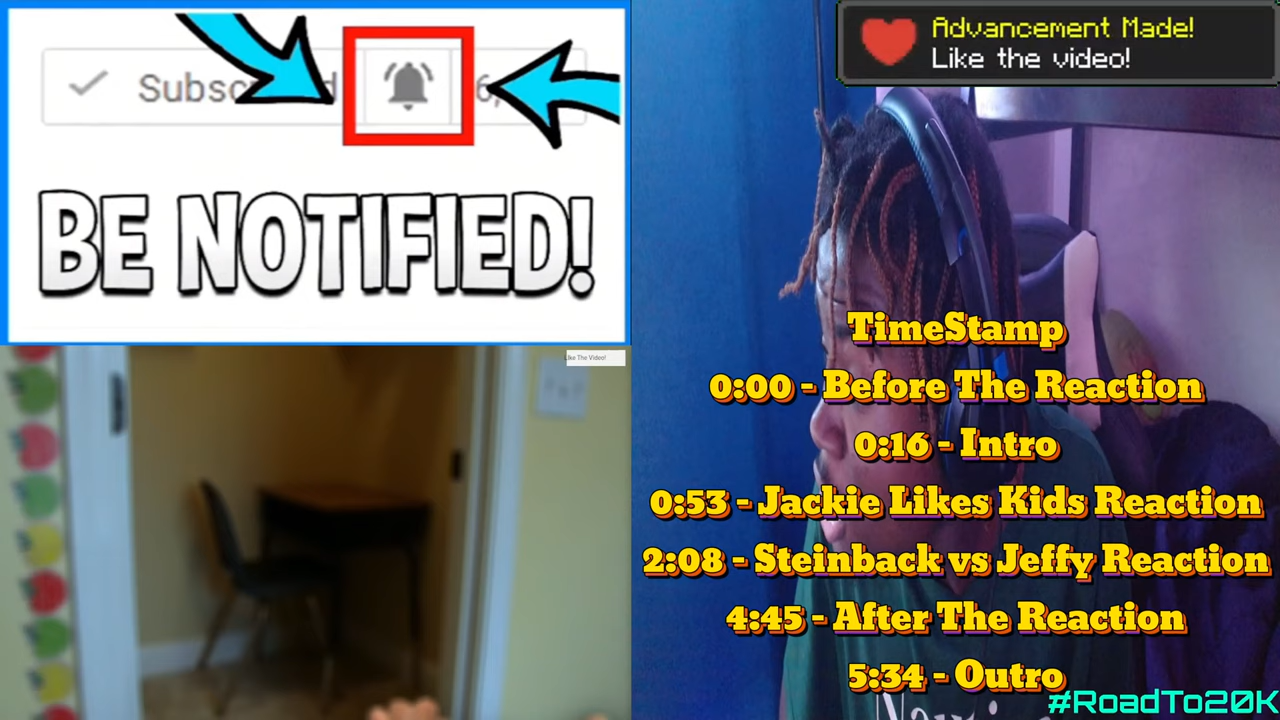 Subsc d 6,
BE NOTIFIED!
Advancement Made!
Like the video!
Like The Video!
TimeStamp
0:00 - Before The Reaction
0:16 - Intro
0:53 - Jackie Likes Kids Reaction
2:08 - Steinback vs Jeffy Reaction
4:45 - After The Reaction
5:34 - Outro
#RoadTo20K